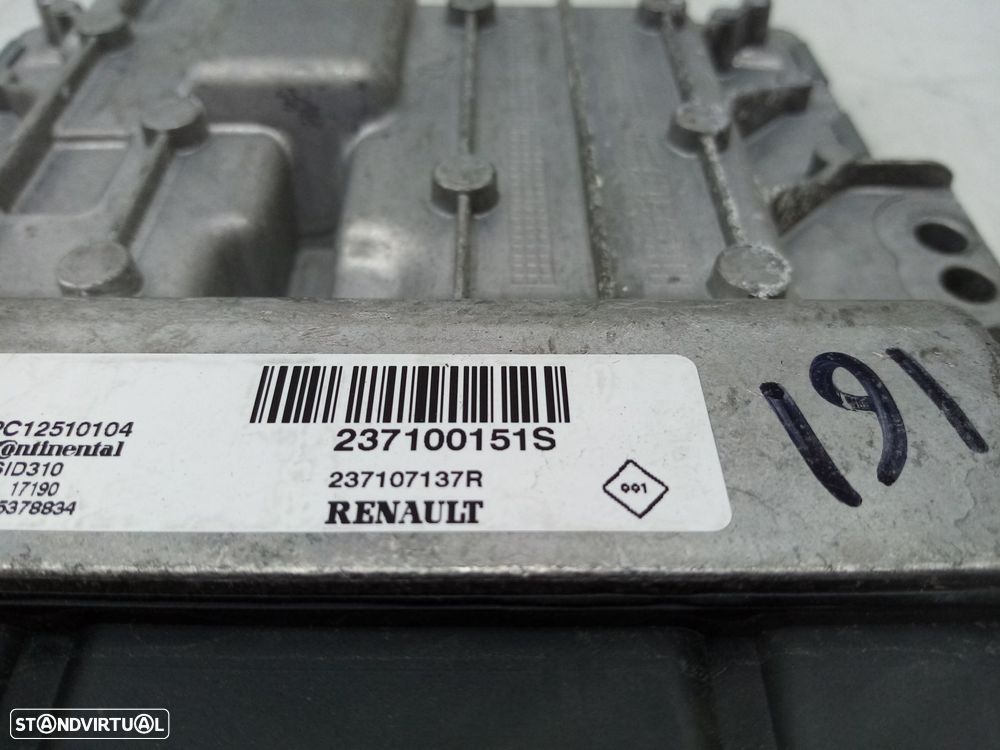 PC12510104
Continental
SID310
17190
5378834
237100151S
237107137R
RENAULT
001
191
STANDVIRTUAL